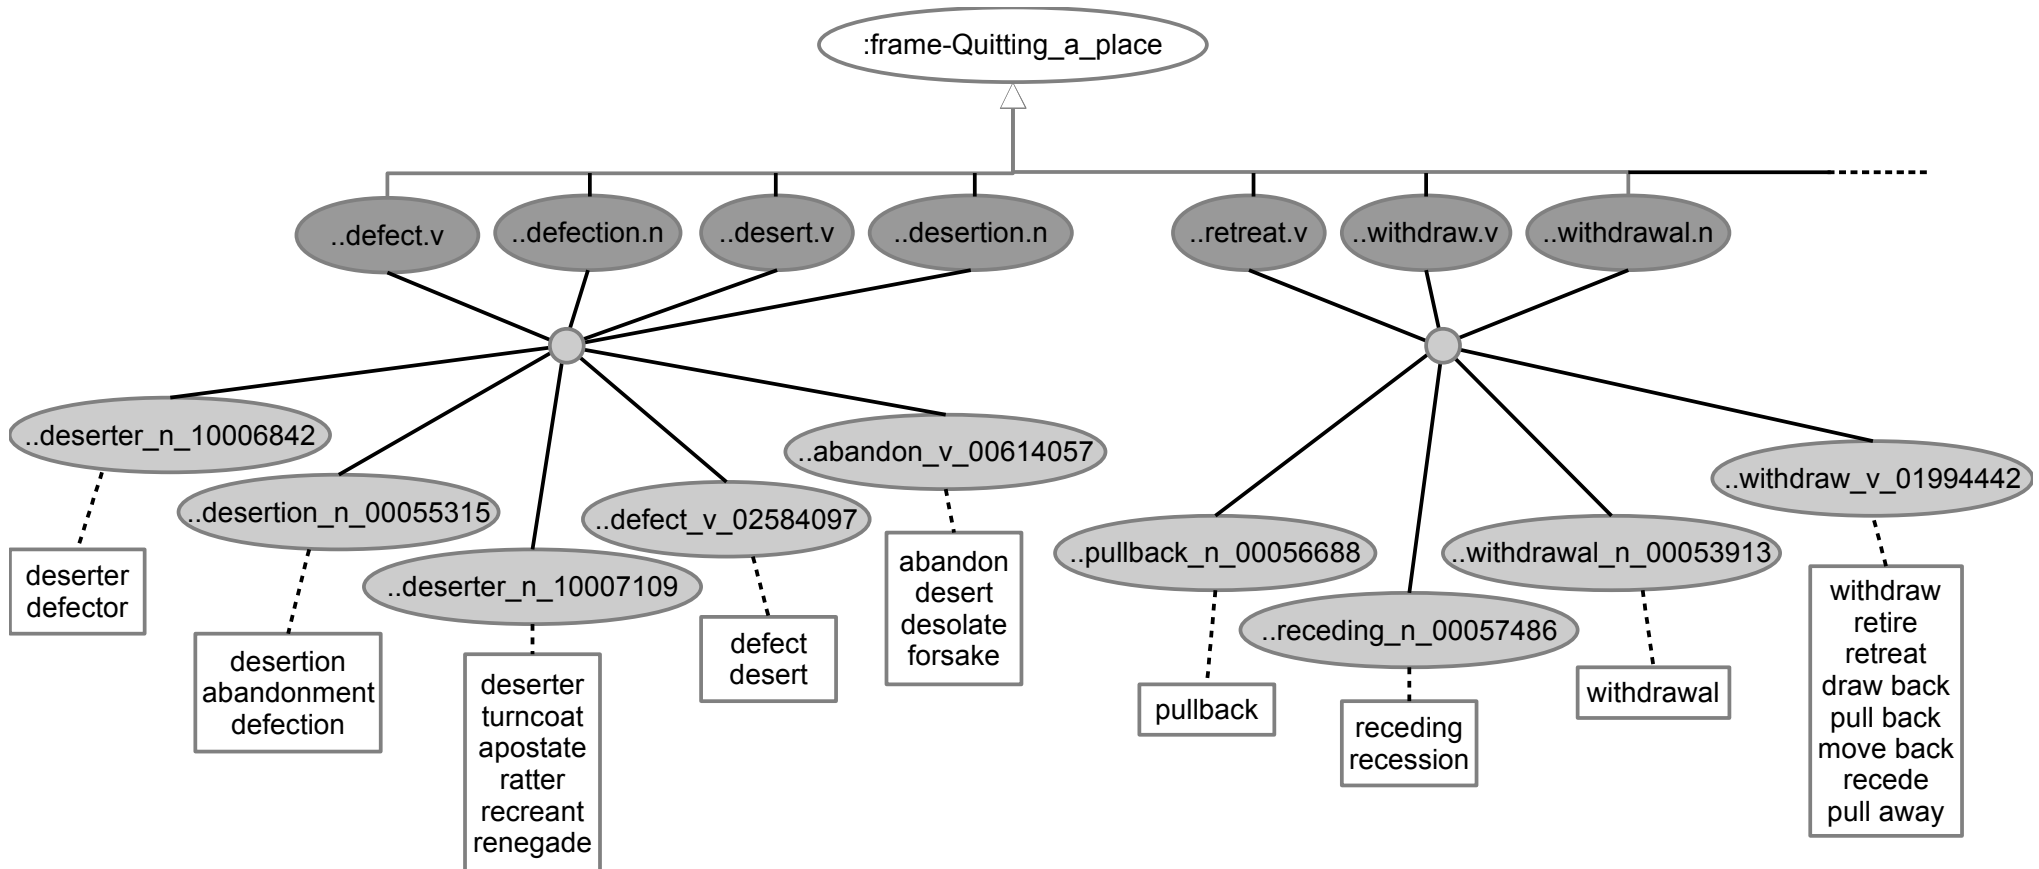 :frame-Quitting_a_place
..defect.v
..defection.n
..desert.v
..desertion.n
..retreat.v
..withdraw.v
..withdrawal.n
..deserter_n_10006842
..desertion_n_00055315
..deserter_n_10007109
..defect_v_02584097
..abandon_v_00614057
..pullback_n_00056688
..receding_n_00057486
..withdrawal_n_00053913
..withdraw_v_01994442
deserter
defector
desertion
abandonment
defection
deserter
turncoat
apostate
ratter
recreant
renegade
defect
desert
abandon
desert
desolate
forsake
pullback
receding
recession
withdrawal
withdraw
retire
retreat
draw back
pull back
move back
recede
pull away